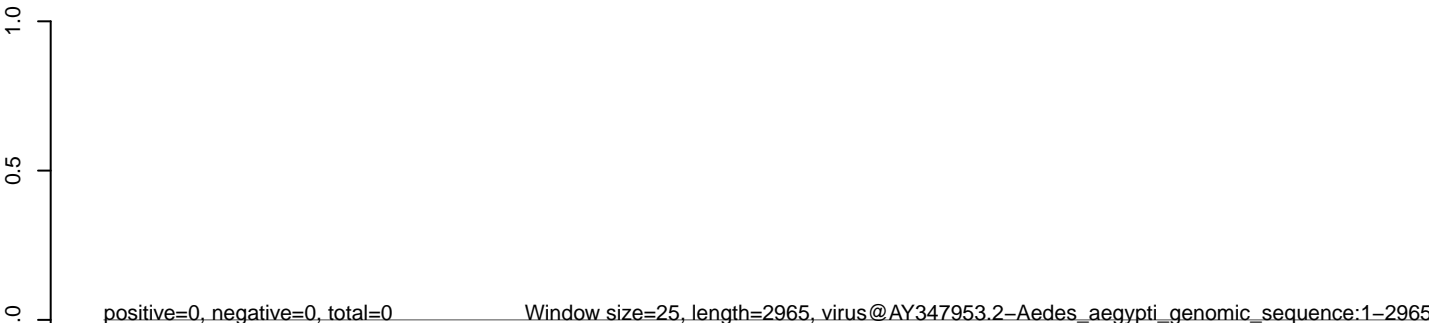 1.0
0.5
.0
positive=0, negative=0, total=0
Window size=25, length=2965, virus@AY347953.2−Aedes_aegypti_genomic_sequence:1−2965